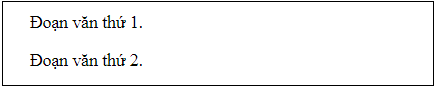 Đoạn văn thứ 1.
Đoạn văn thứ 2.